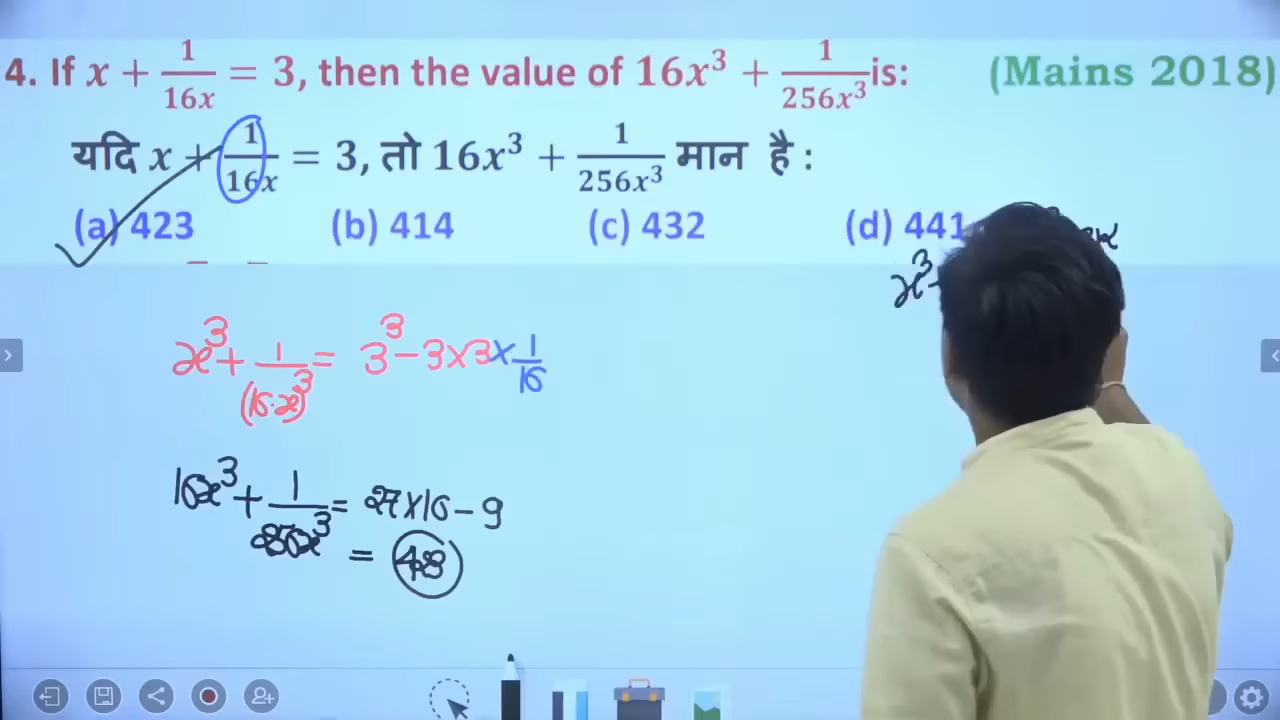 4. If x + 1/16x = 3, then the value of 16x³ + 1/256x³ is: (Mains 2018)
यदि x + 1/16x = 3, तो 16x³ + 1/256x³ मान है :
(a) 423 (b) 414 (c) 432 (d) 441
x³
x³ + 1/(16·x)³ = 3³ - 3×3×1/16
16x³ + 1/256x³ = 27×16 - 9
=